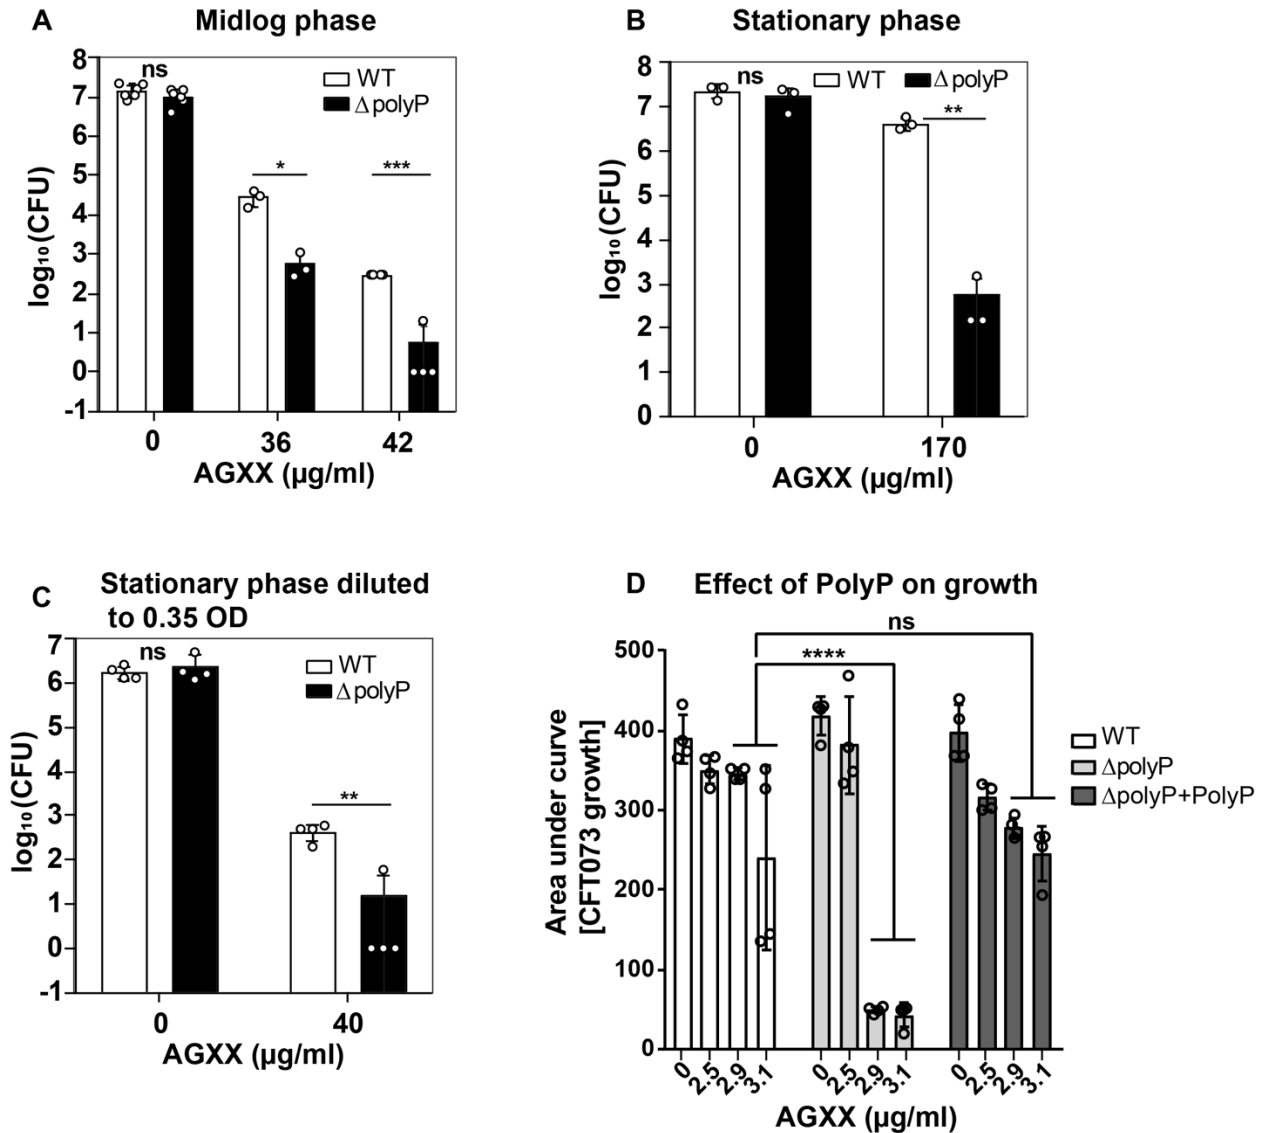 A
Midlog phase
8
7
6
5
4
3
2
1
0
-1
log₁₀(CFU)
ns
*
***
WT
ΔpolyP
0
36
42
AGXX (µg/ml)
B
Stationary phase
8
7
6
5
4
3
2
1
0
log₁₀(CFU)
ns
WT
ΔpolyP
**
0
170
AGXX (µg/ml)
C
Stationary phase diluted
to 0.35 OD
7
6
5
4
3
2
1
0
-1
log₁₀(CFU)
ns
**
WT
ΔpolyP
0
40
AGXX (µg/ml)
D
Effect of PolyP on growth
ns
****
500
400
300
200
100
0
Area under curve
[CFT073 growth]
WT
ΔpolyP
ΔpolyP+PolyP
0
2.5
2.9
3.1
0
2.5
2.9
3.1
0
2.5
2.9
3.1
AGXX (µg/ml)